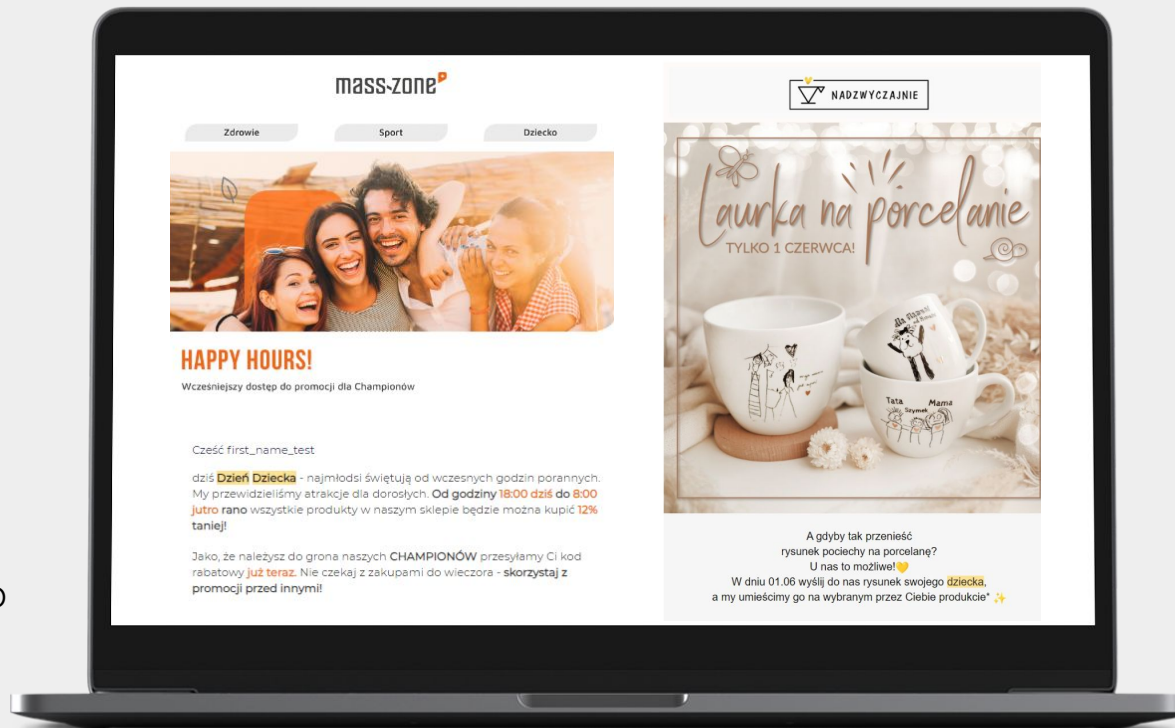 mass-zone
Zdrowie
Sport
Dziecko
HAPPY HOURS!
Wcześniejszy dostęp do promocji dla Championów
Cześć first_name_test
dziś Dzień Dziecka - najmłodsi świętują od wczesnych godzin porannych.
My przewidzieliśmy atrakcje dla dorosłych. Od godziny 18:00 dziś do 8:00
jutro rano wszystkie produkty w naszym sklepie będzie można kupić 12%
taniej!
Jako, że należysz do grona naszych CHAMPIONÓW przesyłamy Ci kod
rabatowy już teraz. Nie czekaj z zakupami do wieczora - skorzystaj z
promocji przed innymi!
NADZWYCZAJNIE
Laurka na porcelanie
TYLKO 1 CZERWCA!
Tata Mama
Szymek
A gdyby tak przenieść
rysunek pociechy na porcelanę?
U nas to możliwe!💛
W dniu 01.06 wyślij do nas rysunek swojego dziecka,
a my umieścimy go na wybranym przez Ciebie produkcie* ✨